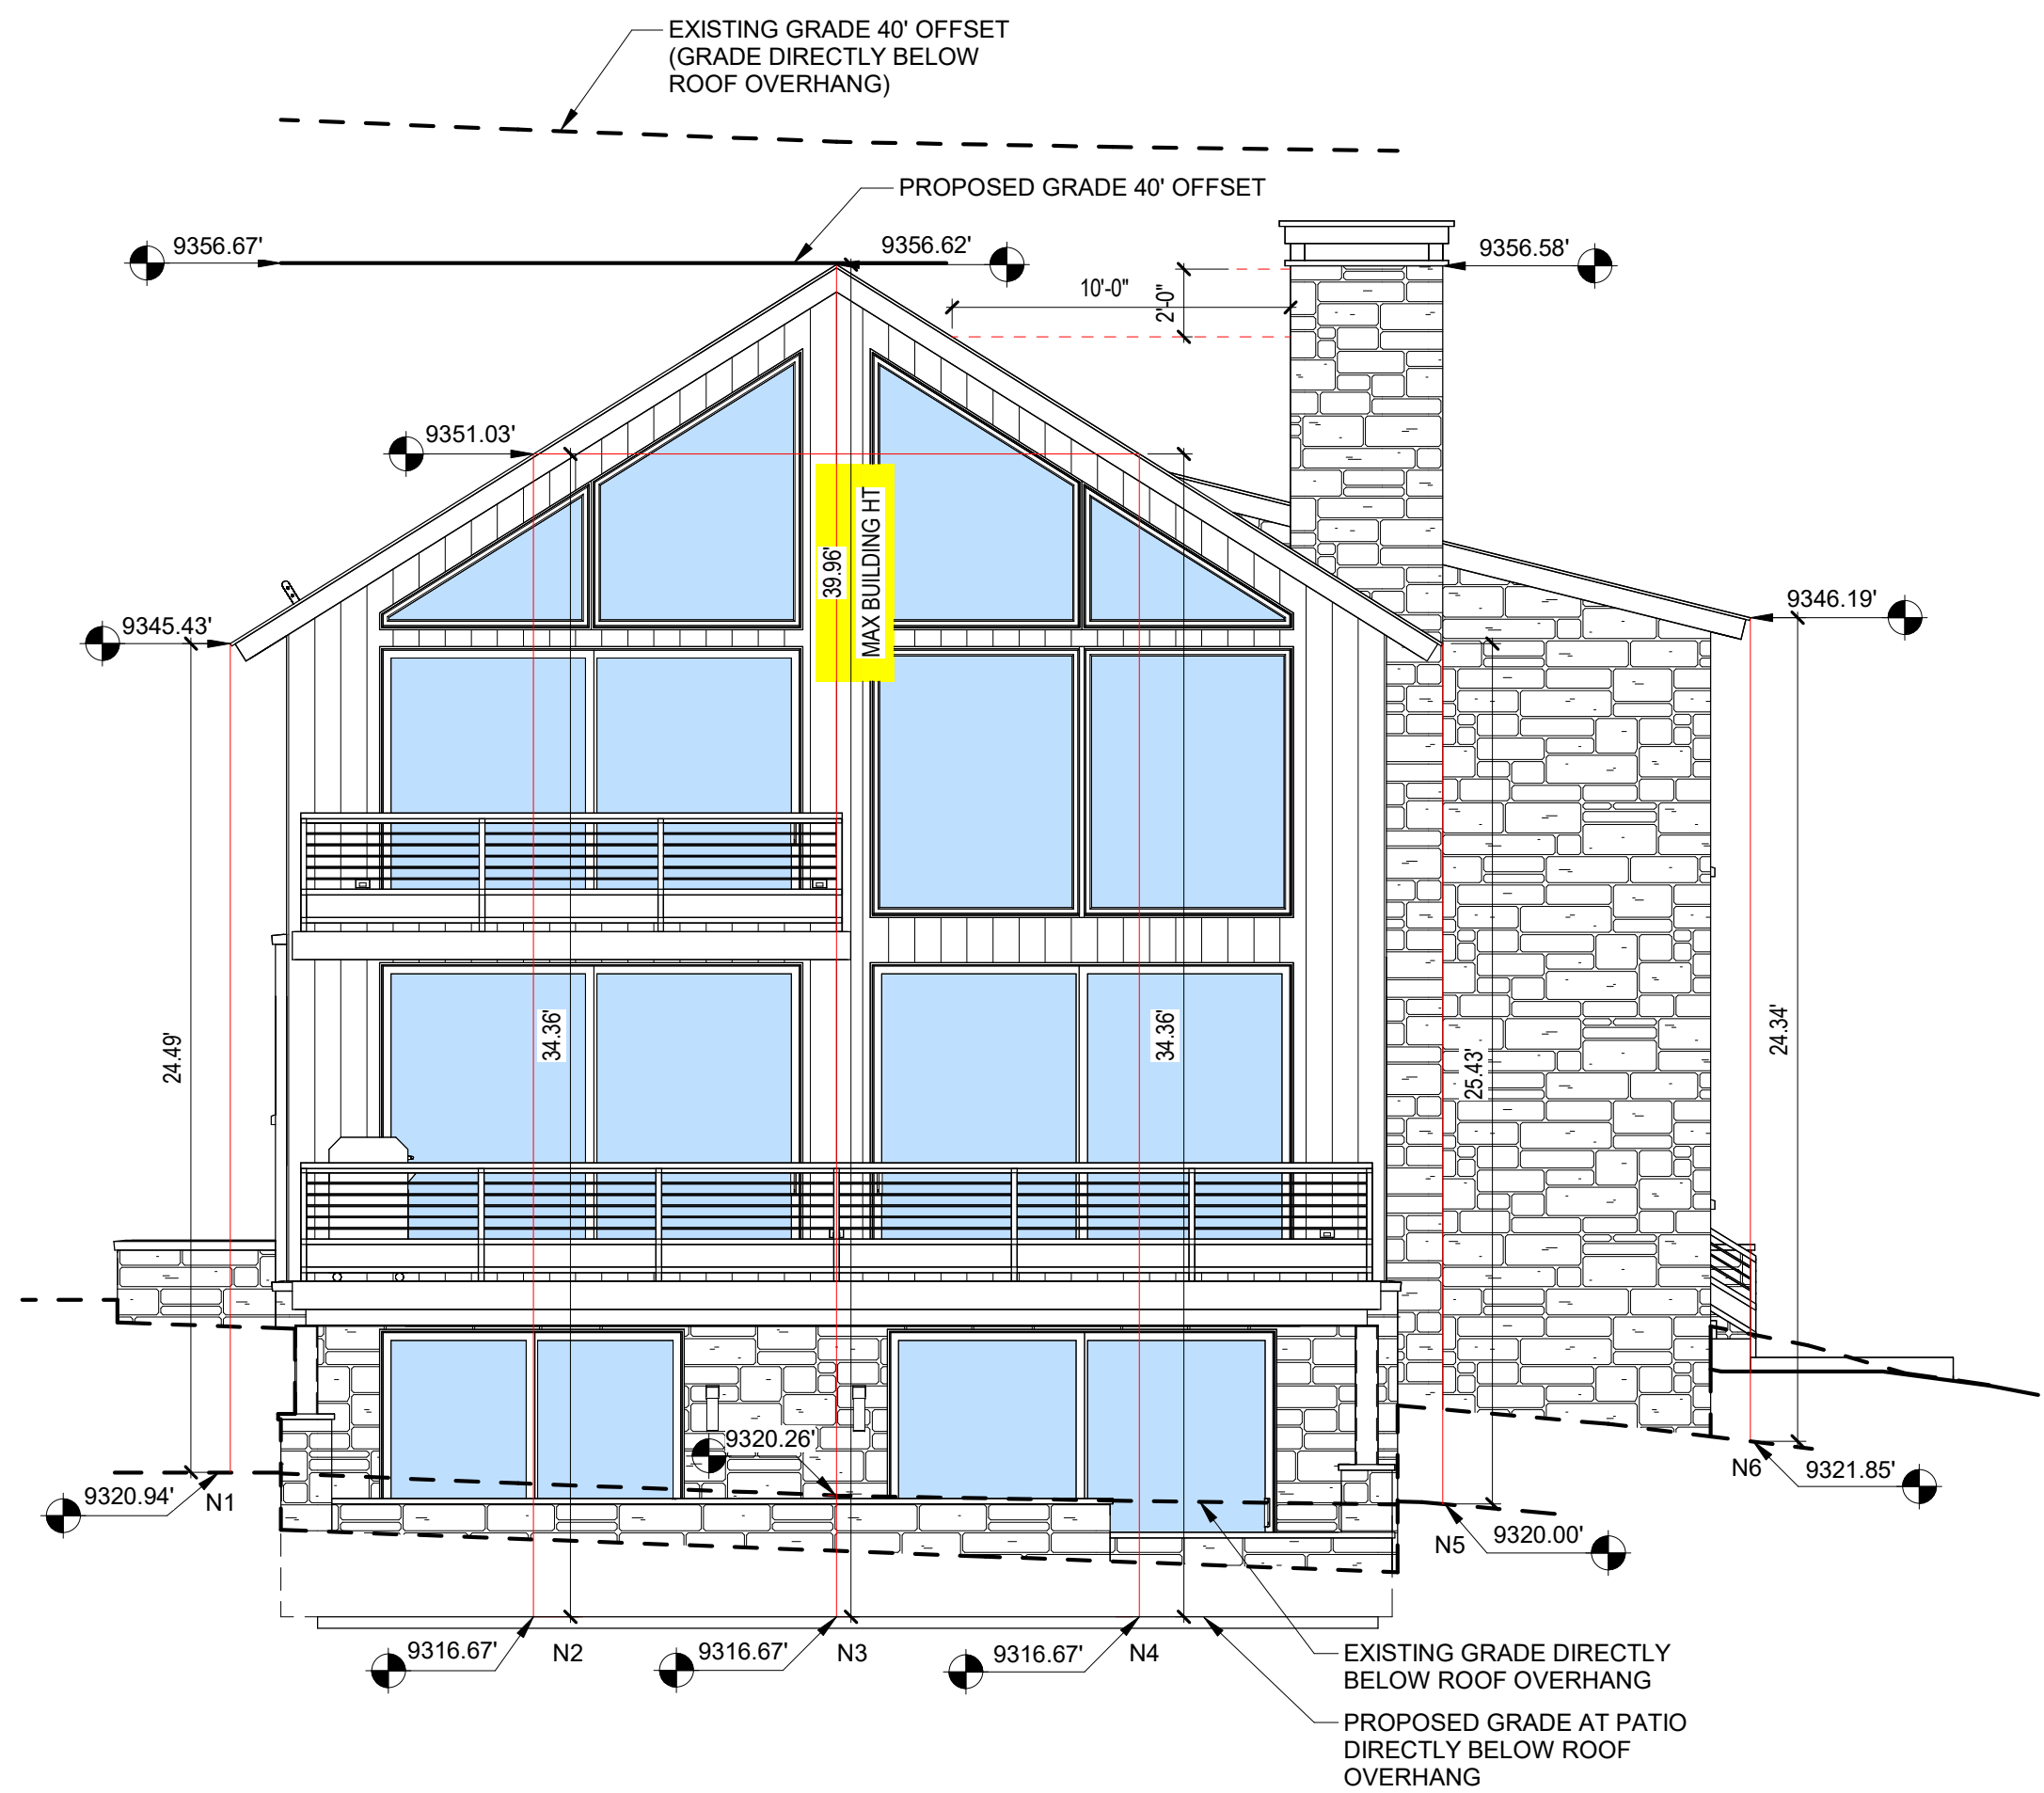 EXISTING GRADE 40' OFFSET
(GRADE DIRECTLY BELOW
ROOF OVERHANG)
PROPOSED GRADE 40' OFFSET
9356.67'
9356.62'
9356.58'
10'-0"
2'-0"
9351.03'
39.96'
MAX BUILDING HT
9345.43'
9346.19'
24.49'
34.36'
34.36'
25.43'
24.34'
9320.26'
9320.94'
N1
N6
9321.85'
N5
9320.00'
9316.67'
N2
9316.67'
N3
9316.67'
N4
EXISTING GRADE DIRECTLY
BELOW ROOF OVERHANG
PROPOSED GRADE AT PATIO
DIRECTLY BELOW ROOF
OVERHANG